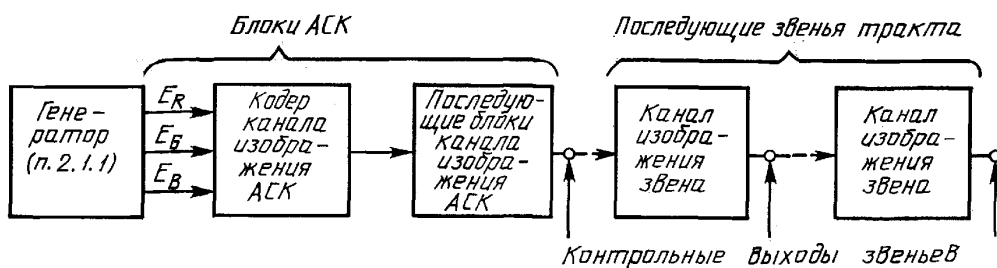 Блоки АСК
Последующие звенья тракта
Гене-
ратор
(п. 2.1.1)
E_R
E_G
E_B
Кодер
канала
изобра-
жения
АСК
Последую-
щие блоки
канала
изобра-
жения
АСК
Канал
изобра-
жения
звена
Канал
изобра-
жения
звена
Контрольные выходы звеньев